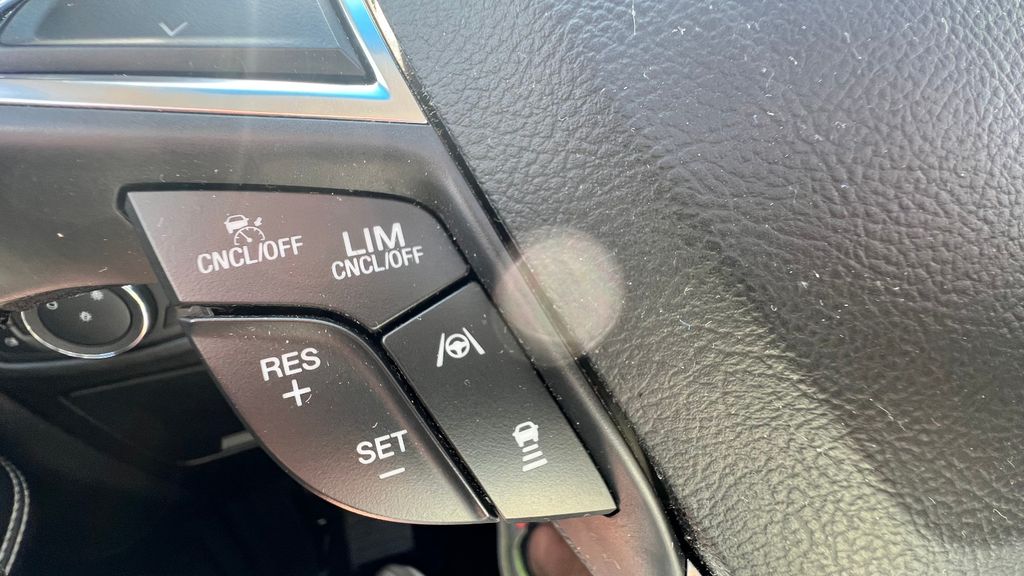 CNCL/OFF
LIM
CNCL/OFF
RES
+
SET
-